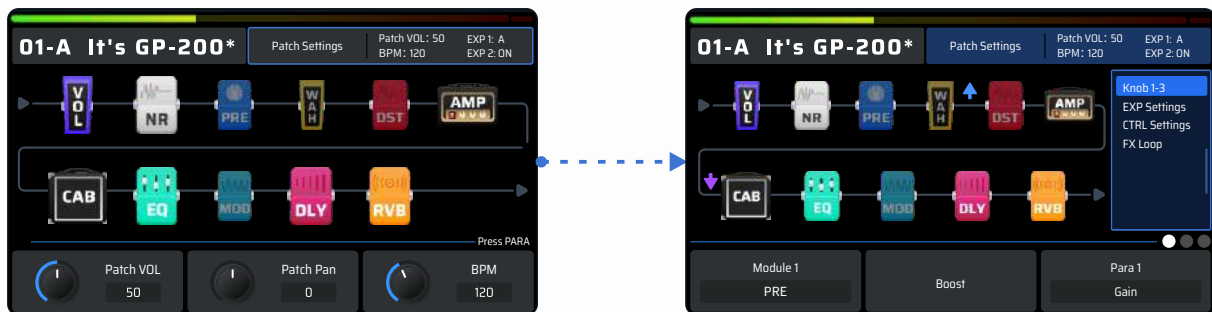 01-A It's GP-200*
Patch Settings
Patch VOL: 50
BPM: 120
EXP 1: A
EXP 2: ON
VOL
NR
PRE
WAH
DST
AMP
CAB
EQ
MOD
DLY
RVB
Press PARA
Patch VOL
50
Patch Pan
0
BPM
120
01-A It's GP-200*
Patch Settings
Patch VOL: 50
BPM: 120
EXP 1: A
EXP 2: ON
VOL
NR
PRE
WAH
DST
AMP
Knob 1-3
EXP Settings
CTRL Settings
FX Loop
CAB
EQ
MOD
DLY
RVB
Module 1
PRE
Boost
Para 1
Gain